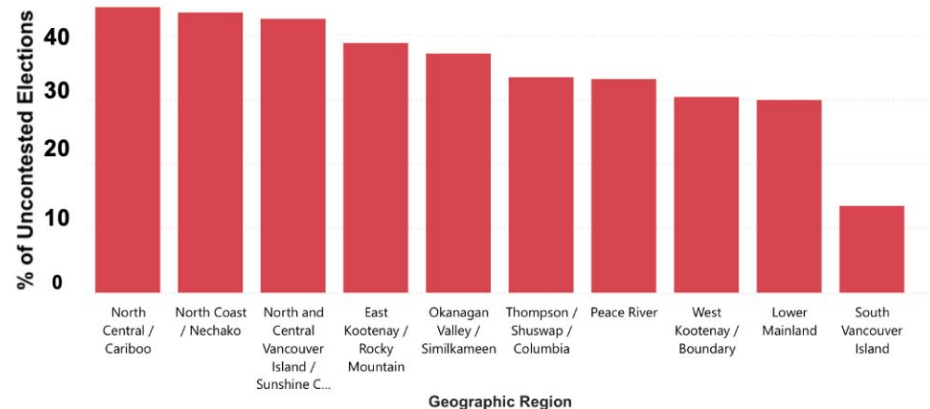 % of Uncontested Elections
40
30
20
10
0
North
Central /
Cariboo
North Coast
/ Nechako
North and
Central
Vancouver
Island /
Sunshine C...
East
Kootenay /
Rocky
Mountain
Okanagan
Valley /
Similkameen
Thompson /
Shuswap /
Columbia
Peace River
West
Kootenay /
Boundary
Lower
Mainland
South
Vancouver
Island
Geographic Region